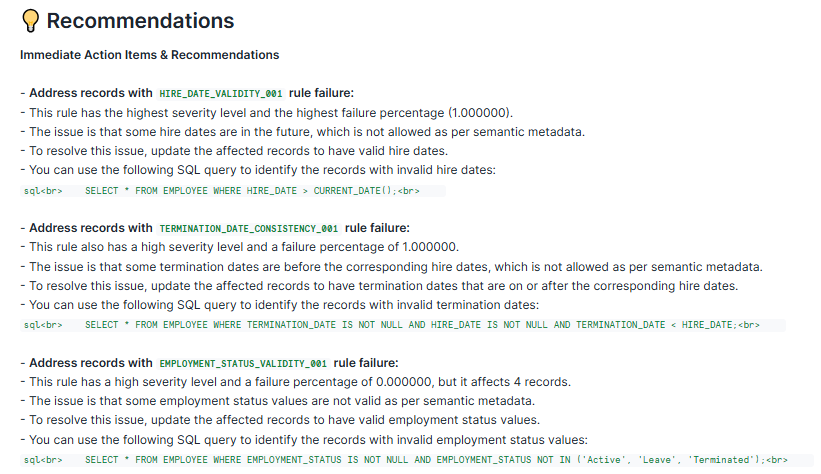 💡 Recommendations
Immediate Action Items & Recommendations
- Address records with HIRE_DATE_VALIDITY_001 rule failure:
- This rule has the highest severity level and the highest failure percentage (1.000000).
- The issue is that some hire dates are in the future, which is not allowed as per semantic metadata.
- To resolve this issue, update the affected records to have valid hire dates.
- You can use the following SQL query to identify the records with invalid hire dates:
sql<br>    SELECT * FROM EMPLOYEE WHERE HIRE_DATE > CURRENT_DATE();<br>
- Address records with TERMINATION_DATE_CONSISTENCY_001 rule failure:
- This rule also has a high severity level and a failure percentage of 1.000000.
- The issue is that some termination dates are before the corresponding hire dates, which is not allowed as per semantic metadata.
- To resolve this issue, update the affected records to have termination dates that are on or after the corresponding hire dates.
- You can use the following SQL query to identify the records with invalid termination dates:
sql<br>    SELECT * FROM EMPLOYEE WHERE TERMINATION_DATE IS NOT NULL AND HIRE_DATE IS NOT NULL AND TERMINATION_DATE < HIRE_DATE;<br>
- Address records with EMPLOYMENT_STATUS_VALIDITY_001 rule failure:
- This rule has a high severity level and a failure percentage of 0.000000, but it affects 4 records.
- The issue is that some employment status values are not valid as per semantic metadata.
- To resolve this issue, update the affected records to have valid employment status values.
- You can use the following SQL query to identify the records with invalid employment status values:
sql<br>    SELECT * FROM EMPLOYEE WHERE EMPLOYMENT_STATUS IS NOT NULL AND EMPLOYMENT_STATUS NOT IN ('Active', 'Leave', 'Terminated');<br>